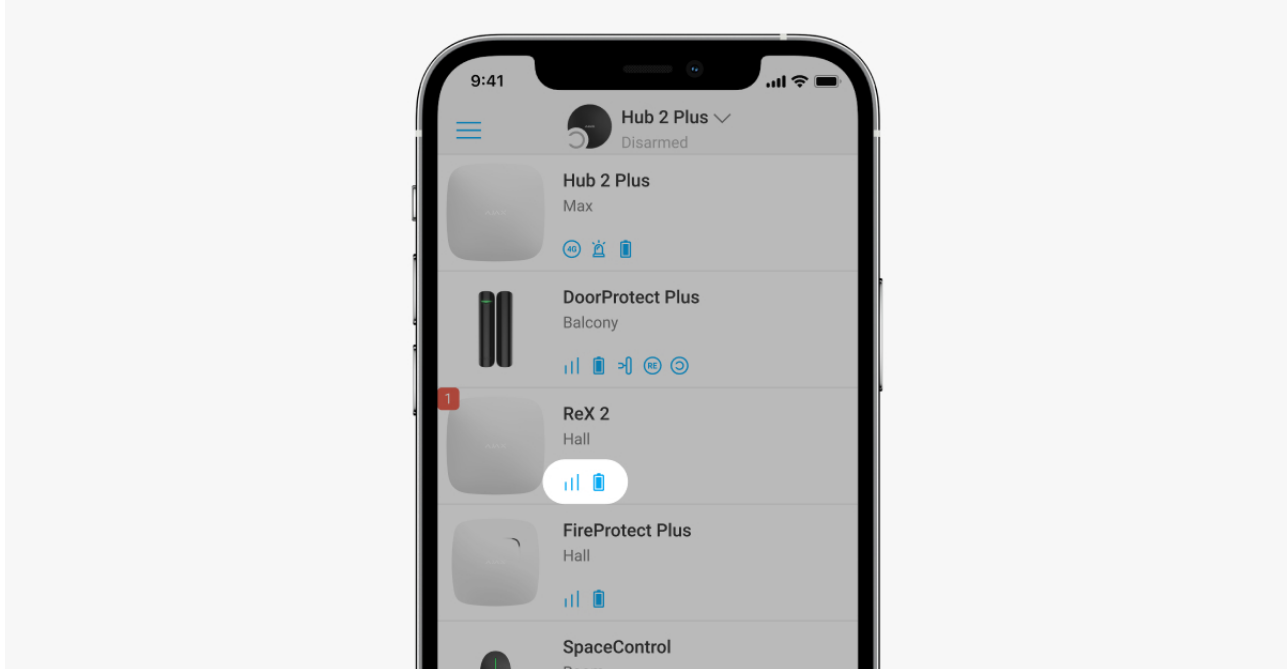 9:41
Hub 2 Plus
Disarmed
Hub 2 Plus
Max
4G
DoorProtect Plus
Balcony
RE
1
ReX 2
Hall
FireProtect Plus
Hall
SpaceControl